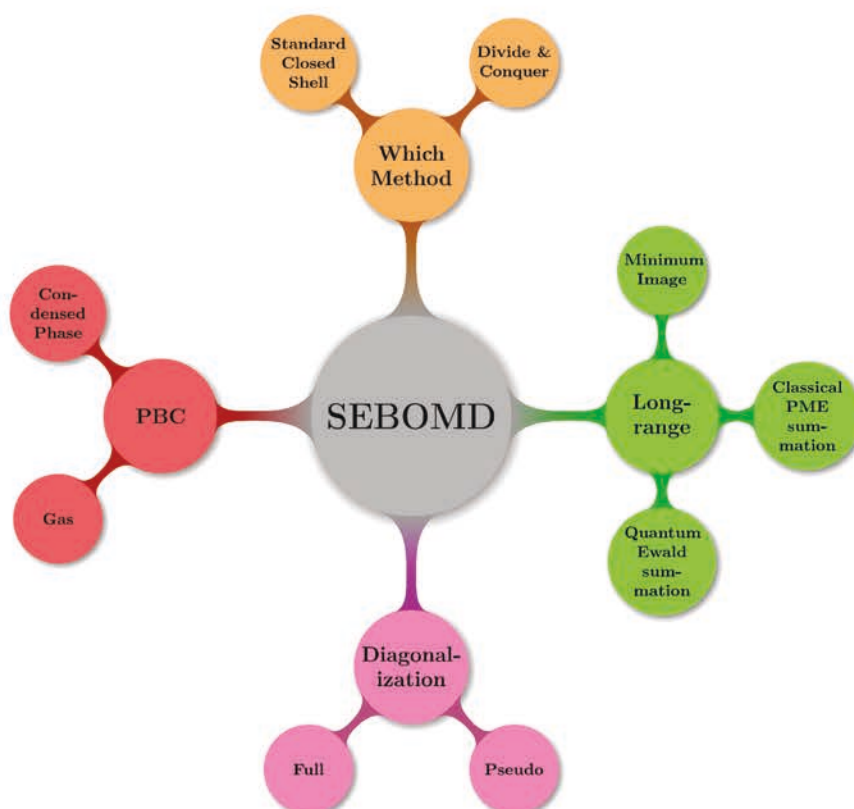 Standard
Closed
Shell
Divide &
Conquer
Which
Method
Minimum
Image
Con-
densed
Phase
PBC
SEBOMD
Long-
range
Classical
PME
sum-
mation
Gas
Quantum
Ewald
sum-
mation
Diagonal-
ization
Full
Pseudo